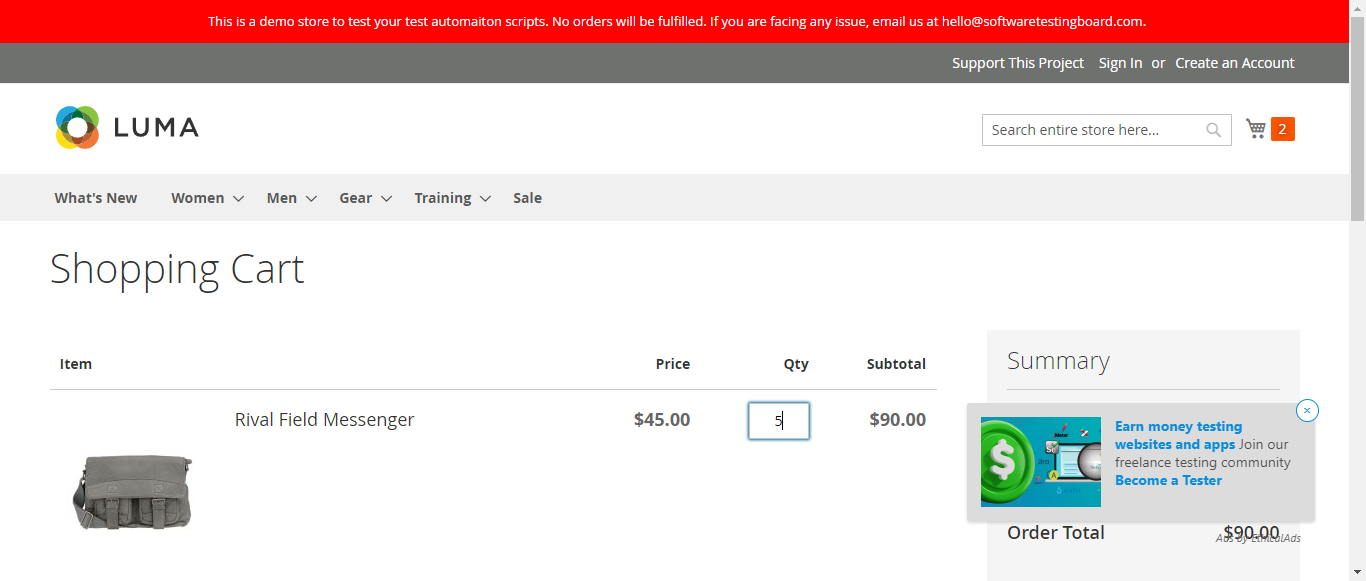 This is a demo store to test your test automaiton scripts. No orders will be fulfilled. If you are facing any issue, email us at hello@softwaretestingboard.com.
Support This Project Sign In or Create an Account
LUMA
Search entire store here...
2
What's New Women Men Gear Training Sale
Shopping Cart
Item Price Qty Subtotal
Rival Field Messenger $45.00 5 $90.00
Summary
Earn money testing
websites and apps Join our
freelance testing community
Become a Tester
Order Total $90.00
Ads by EthicalAds